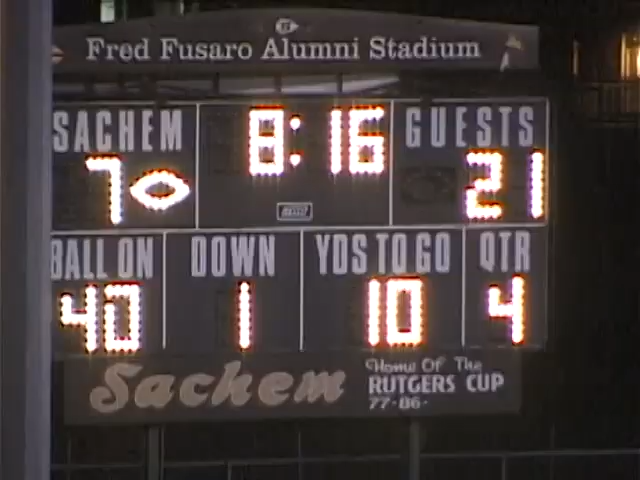 Fred Fusaro Alumni Stadium
SACHEM 8:16 GUESTS
7 21
BALL ON DOWN YDS TO GO QTR
40 1 10 4
Sachem
Home Of The
RUTGERS CUP
77-86-